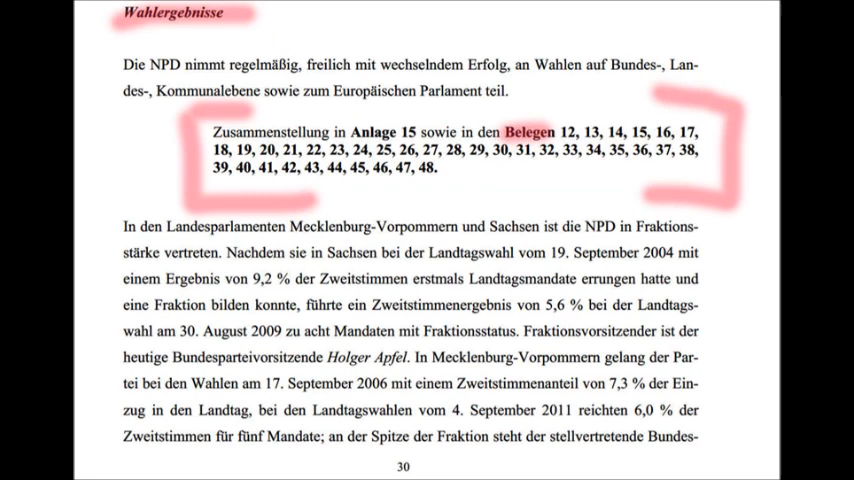 Wahlergebnisse
Die NPD nimmt regelmäßig, freilich mit wechselndem Erfolg, an Wahlen auf Bundes-, Lan-
des-, Kommunalebene sowie zum Europäischen Parlament teil.
Zusammenstellung in Anlage 15 sowie in den Belegen 12, 13, 14, 15, 16, 17,
18, 19, 20, 21, 22, 23, 24, 25, 26, 27, 28, 29, 30, 31, 32, 33, 34, 35, 36, 37, 38,
39, 40, 41, 42, 43, 44, 45, 46, 47, 48.
In den Landesparlamenten Mecklenburg-Vorpommern und Sachsen ist die NPD in Fraktions-
stärke vertreten. Nachdem sie in Sachsen bei der Landtagswahl vom 19. September 2004 mit
einem Ergebnis von 9,2 % der Zweitstimmen erstmals Landtagsmandate errungen hatte und
eine Fraktion bilden konnte, führte ein Zweitstimmenergebnis von 5,6 % bei der Landtags-
wahl am 30. August 2009 zu acht Mandaten mit Fraktionsstatus. Fraktionsvorsitzender ist der
heutige Bundesparteivorsitzende Holger Apfel. In Mecklenburg-Vorpommern gelang der Par-
tei bei den Wahlen am 17. September 2006 mit einem Zweitstimmenanteil von 7,3 % der Ein-
zug in den Landtag, bei den Landtagswahlen vom 4. September 2011 reichten 6,0 % der
Zweitstimmen für fünf Mandate; an der Spitze der Fraktion steht der stellvertretende Bundes-
30